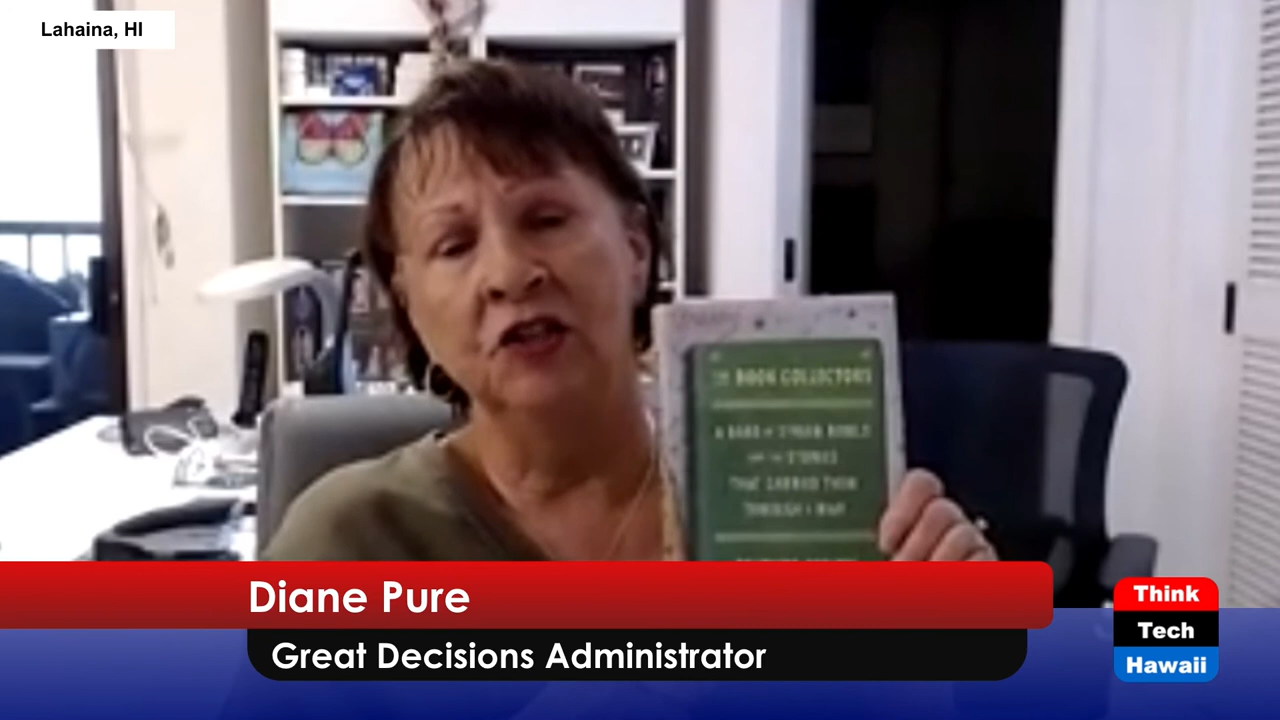 Lahaina, HI
BOOK COLLECTORS
A BAND OF SYRIAN REBELS
AND THE STORIES
THAT CARRIED THEM
THROUGH A WAR
Diane Pure
Great Decisions Administrator
Think
Tech
Hawaii